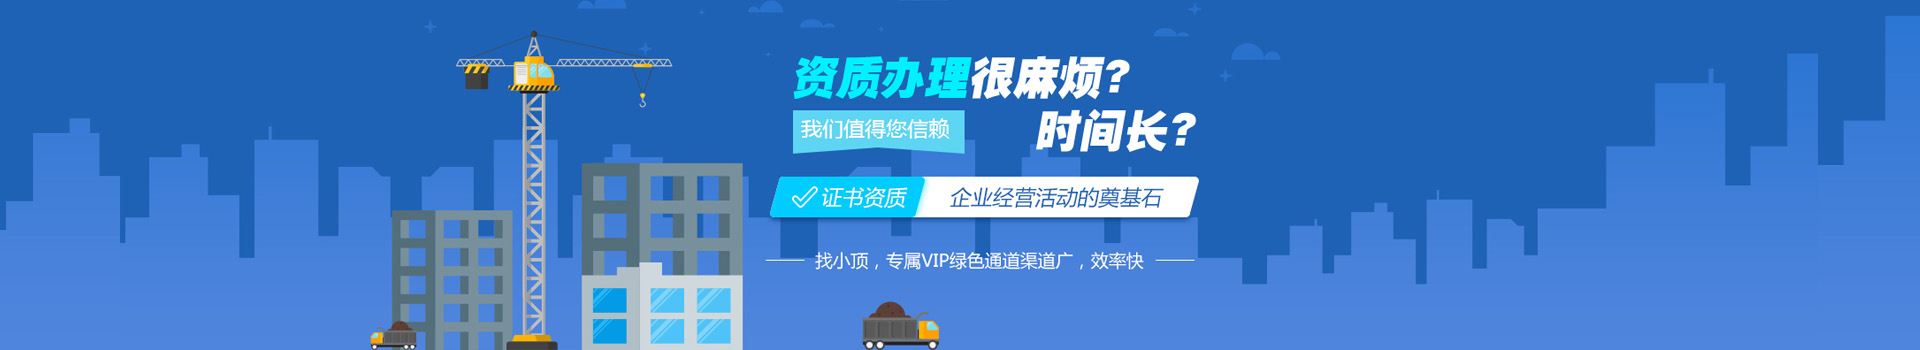 资质办理很麻烦?
时间长?
我们值得您信赖
证书资质 企业经营活动的奠基石
找小顶，专属VIP绿色通道渠道广，效率快